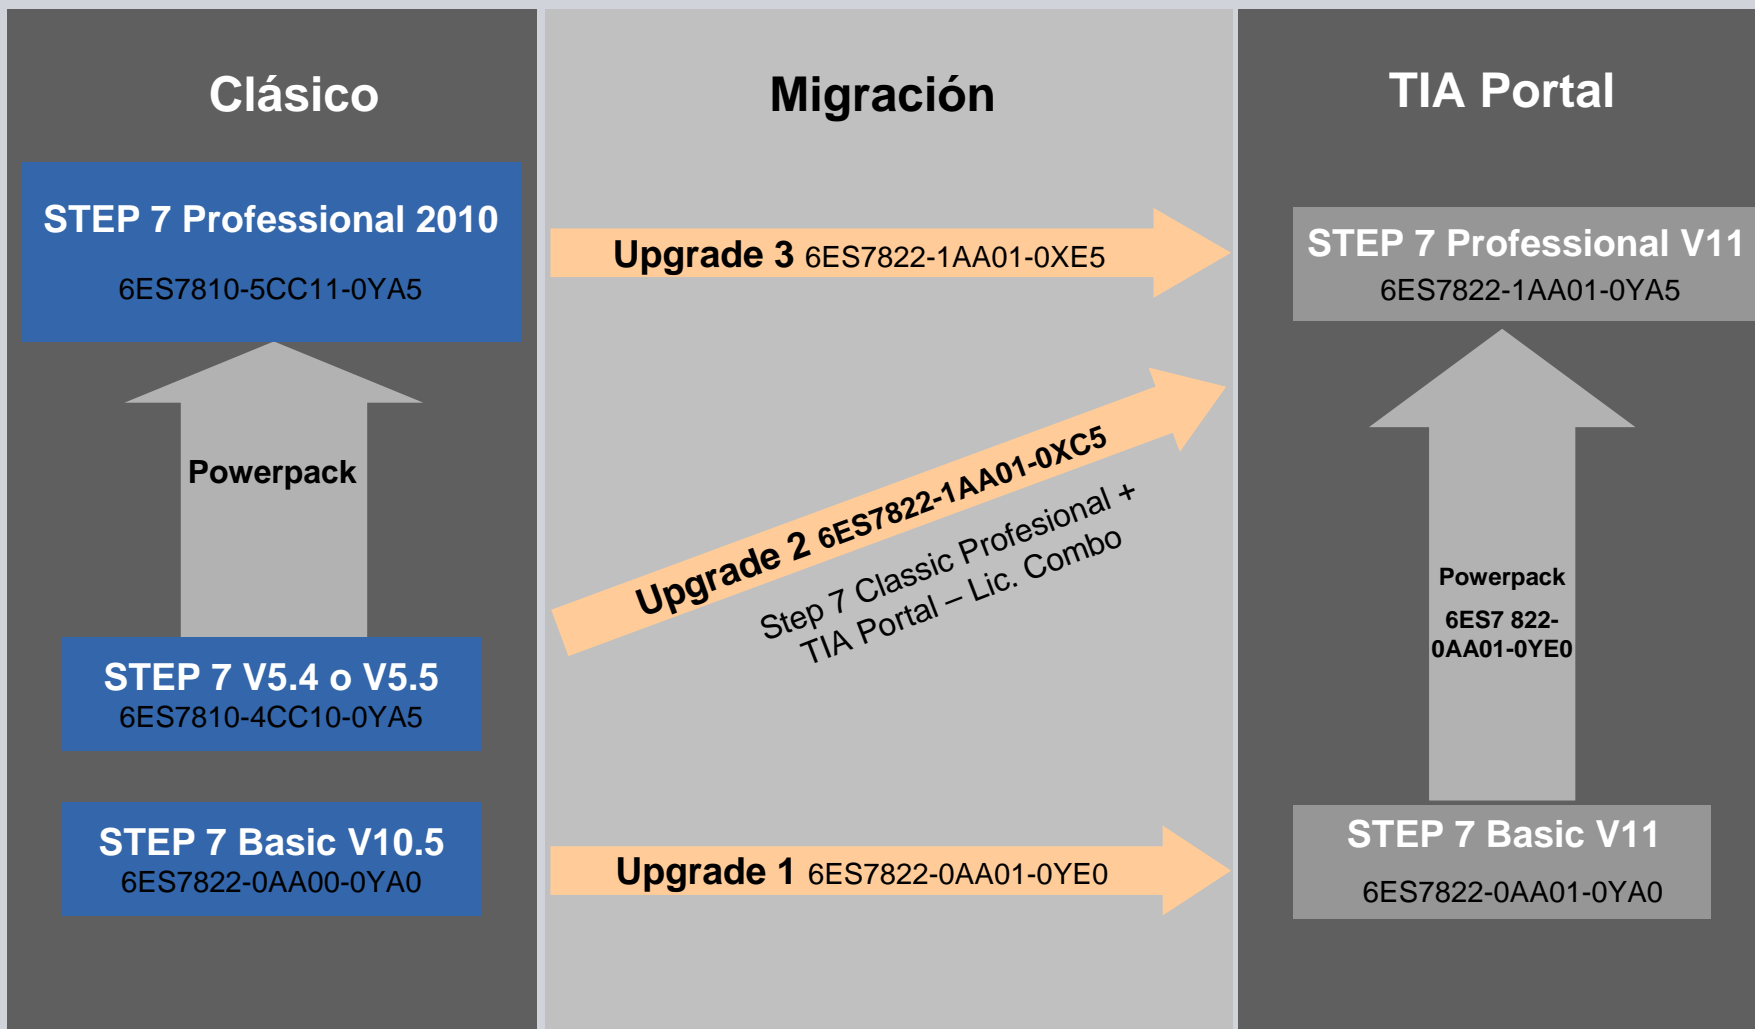 Clásico
STEP 7 Professional 2010
6ES7810-5CC11-0YA5
Powerpack
STEP 7 V5.4 o V5.5
6ES7810-4CC10-0YA5
STEP 7 Basic V10.5
6ES7822-0AA00-0YA0
Migración
Upgrade 3 6ES7822-1AA01-0XE5
Upgrade 2 6ES7822-1AA01-0XC5
Step 7 Classic Profesional +
TIA Portal – Lic. Combo
Upgrade 1 6ES7822-0AA01-0YE0
TIA Portal
STEP 7 Professional V11
6ES7822-1AA01-0YA5
Powerpack
6ES7 822-
0AA01-0YE0
STEP 7 Basic V11
6ES7822-0AA01-0YA0